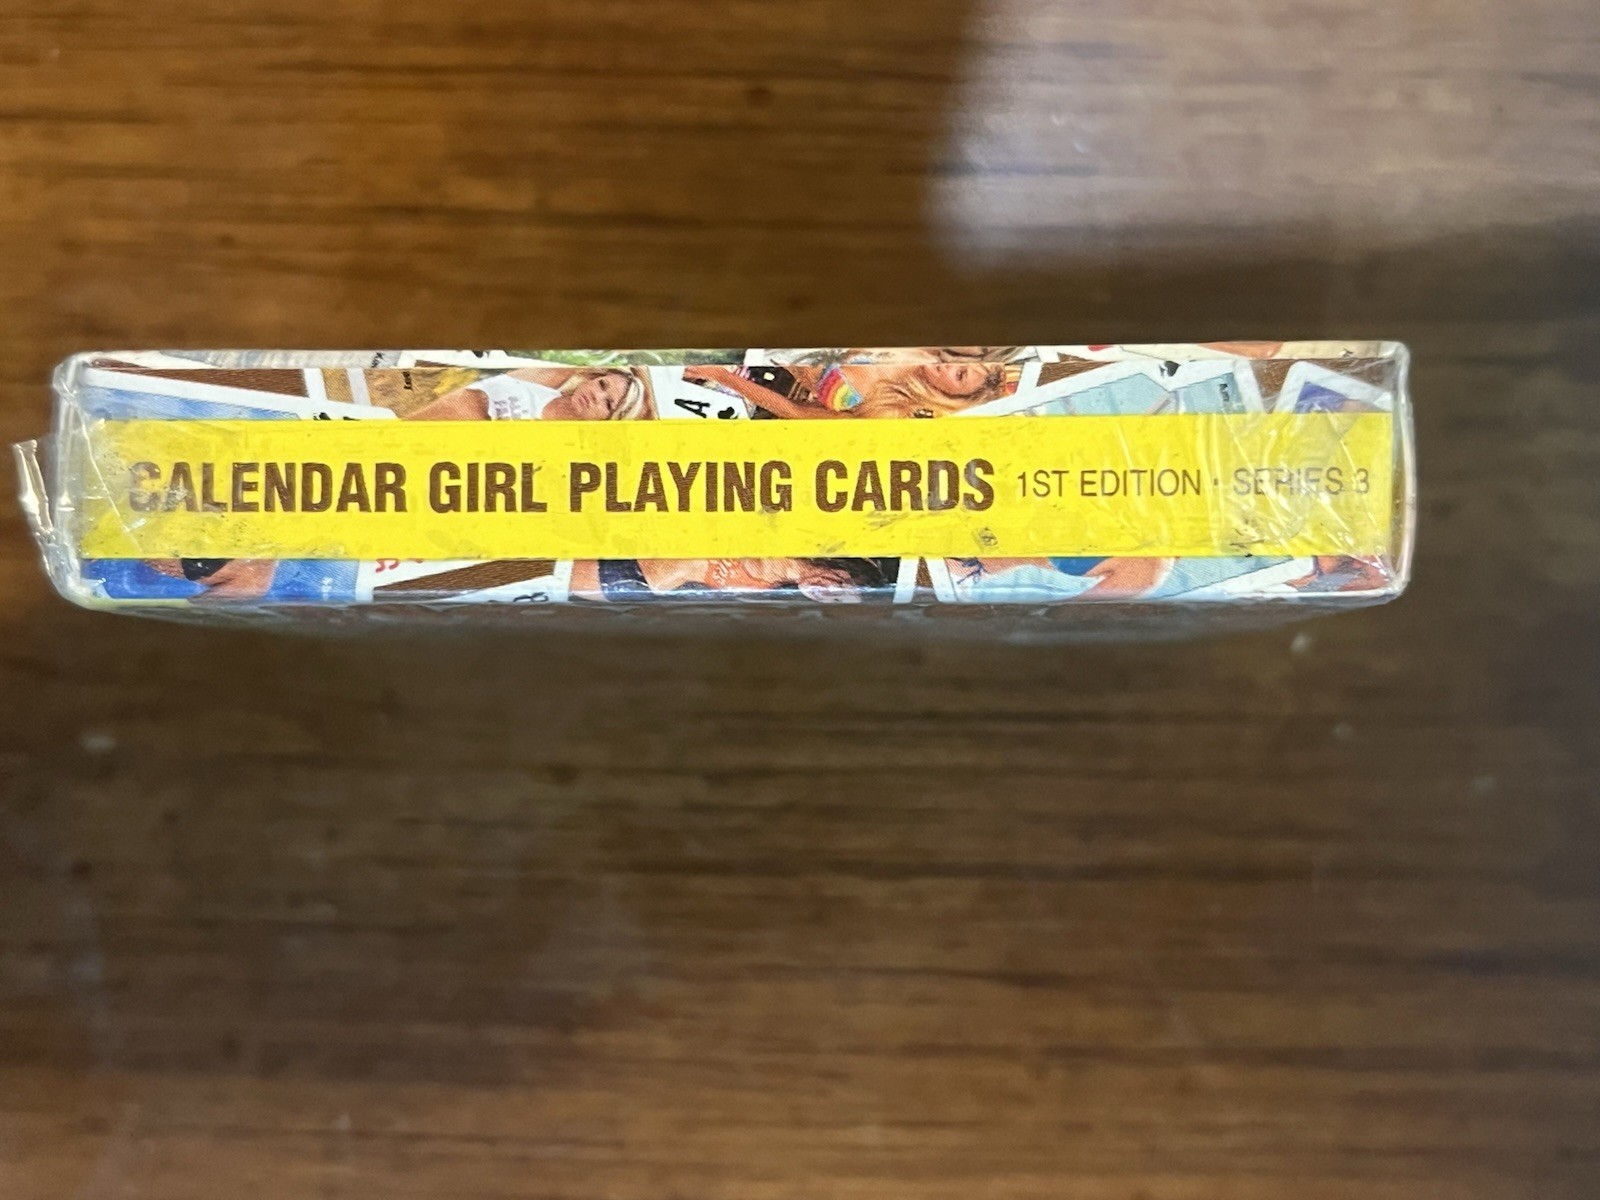 CALENDAR GIRL PLAYING CARDS 1ST EDITION · SERIES 3
A